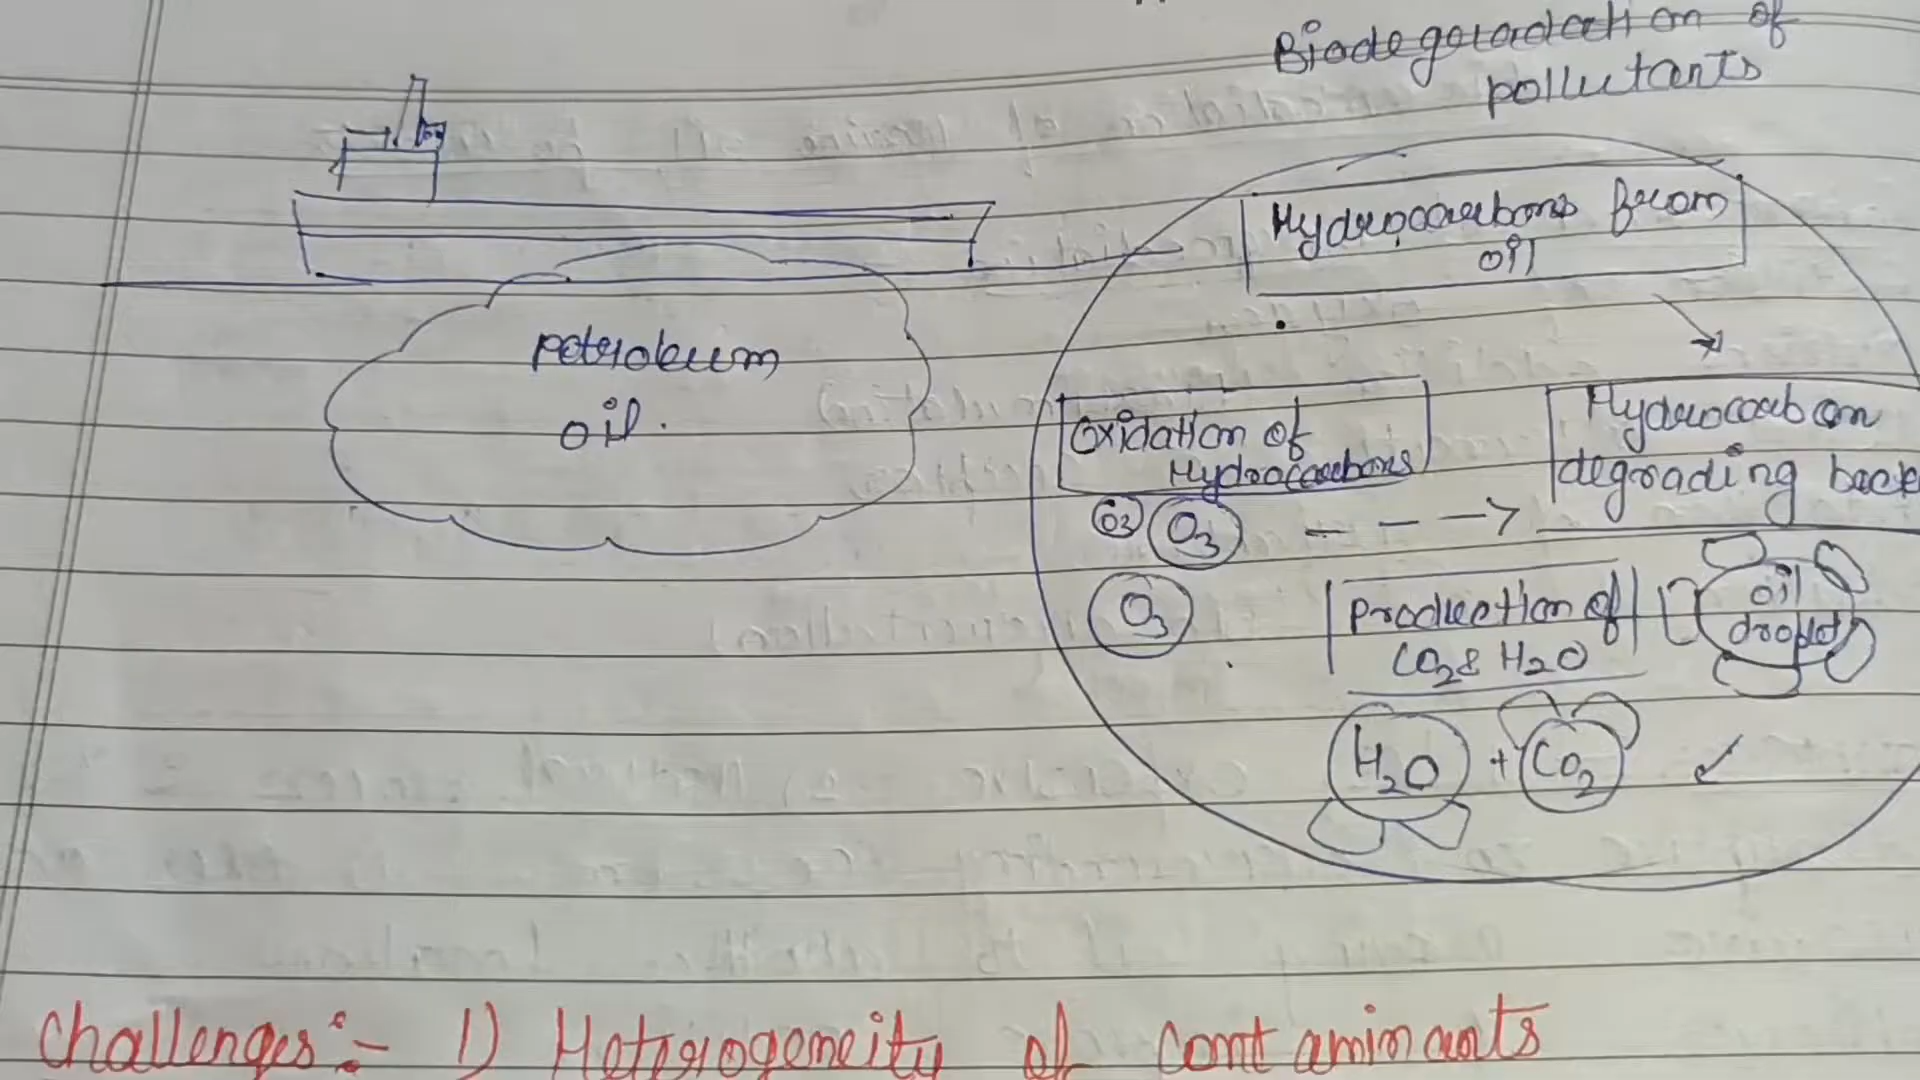 Biodegradation of
pollutants
Hydrocarbons from
oil
petroleum
oil.
Oxidation of
Hydrocarbons
Hydrocarbon
degrading
O2 O3
O3
production of
CO2 & H2O
oil
droplet
H2O + CO2
Challenges:- 1) Heterogeneity of contaminants